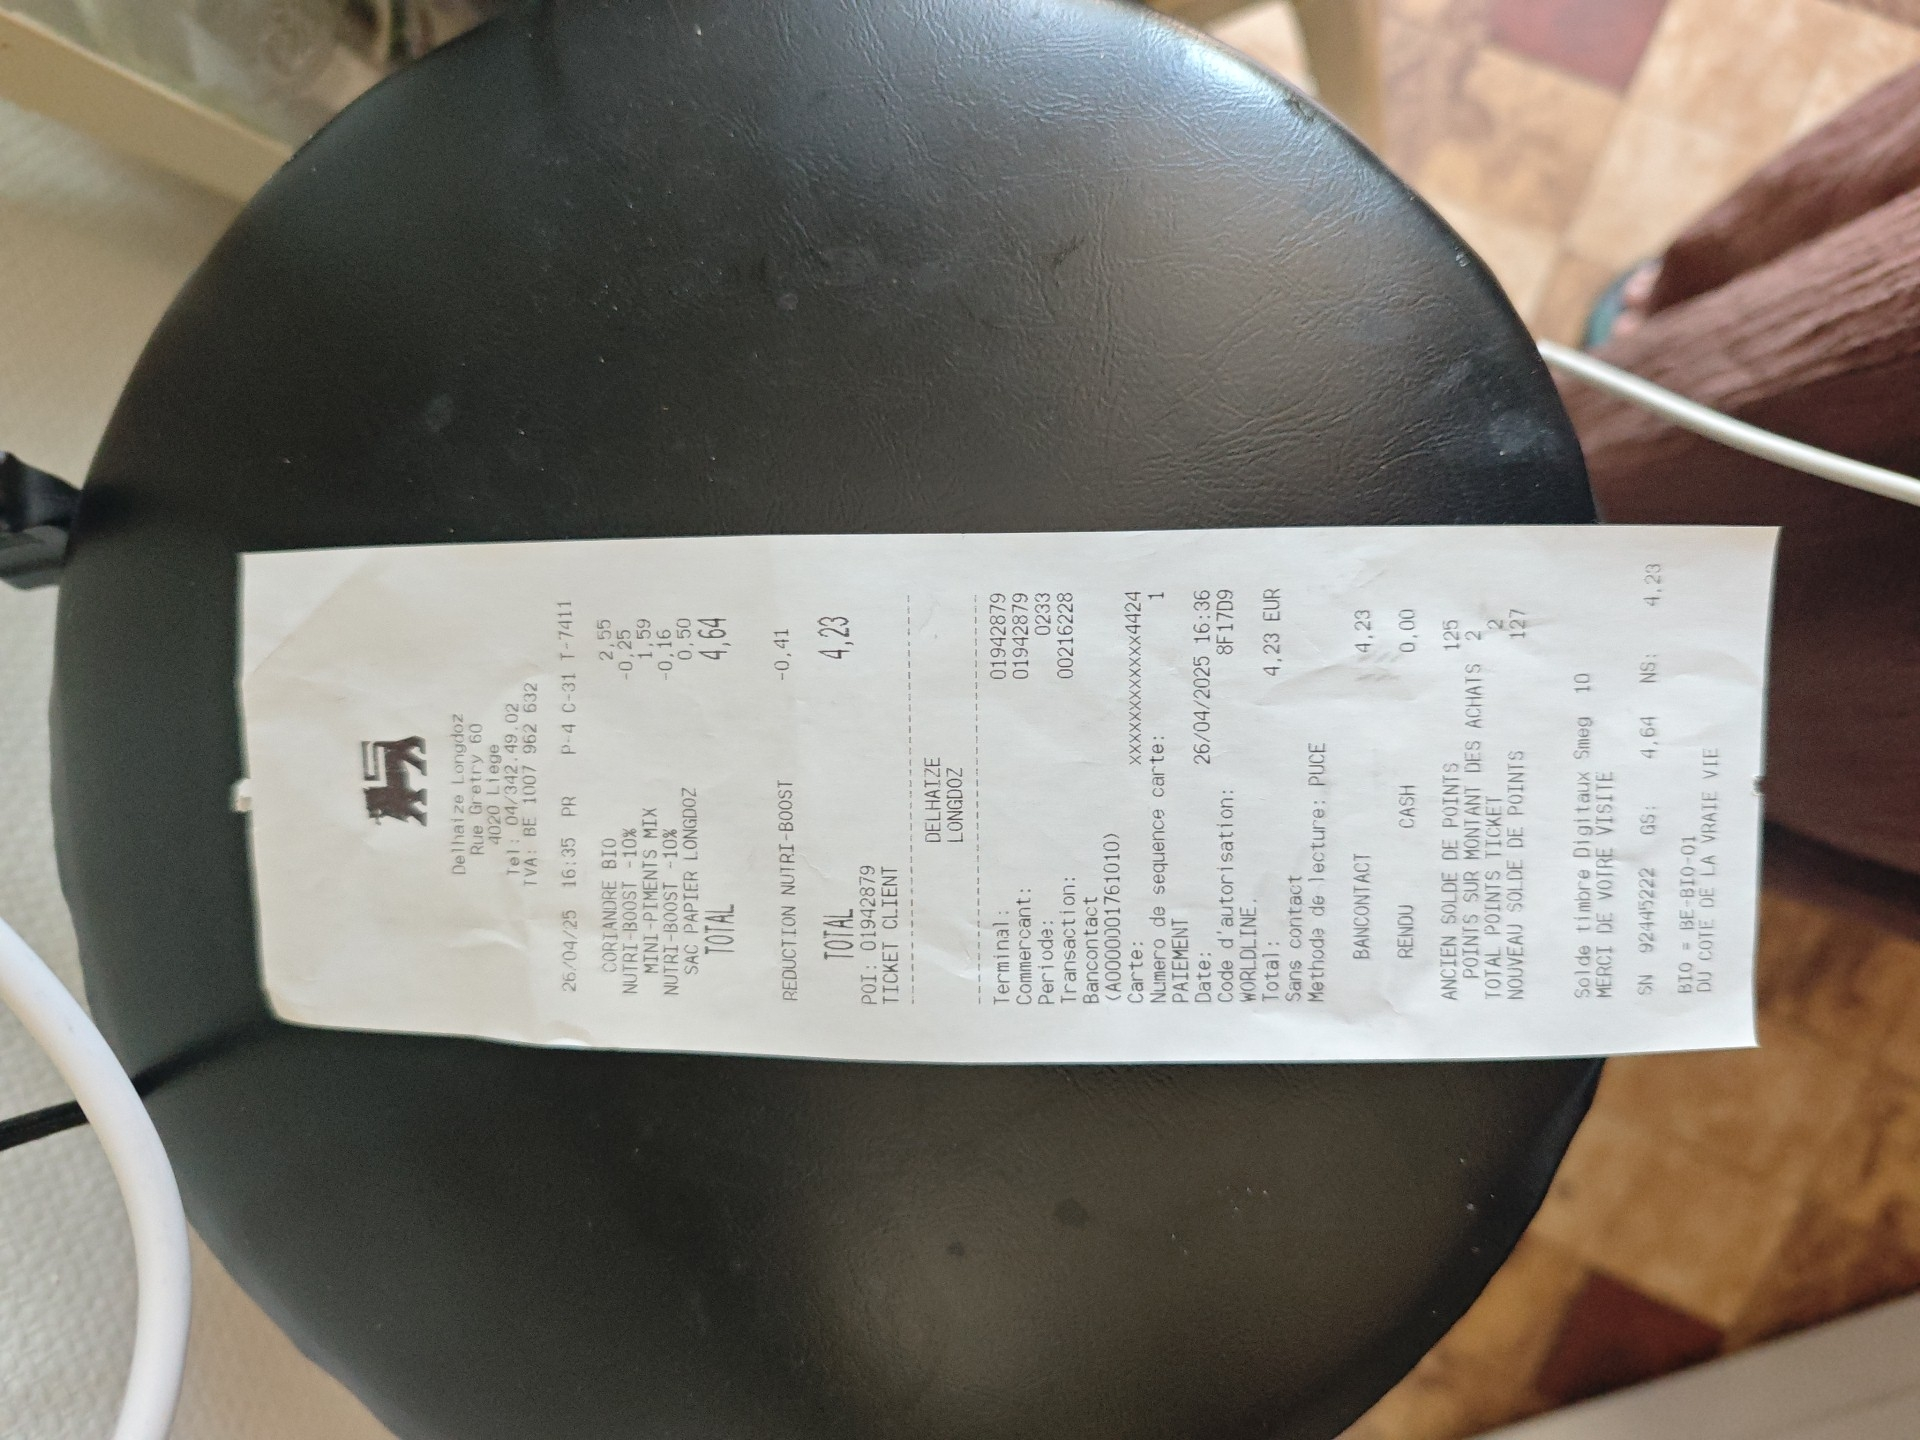 Delhaize Longdoz
Rue Gretry 60
4020 Liege
Tel: 04/342.49.02
TVA: BE 1007 962 632
26/04/25 16:35 PR P-4 C-31 T-7411
CORIANDRE BIO 2,55
NUTRI-BOOST -10% -0,25
MINI-PIMENTS MIX 1,59
NUTRI-BOOST -10% -0,16
SAC PAPIER LONGDOZ 0,50
TOTAL 4,64
REDUCTION NUTRI-BOOST -0,41
TOTAL 4,23
POI: 01942879
TICKET CLIENT
DELHAIZE
LONGDOZ
Terminal: 01942879
Commercant: 01942879
Periode: 0233
Transaction: 00216228
Bancontact
(A0000001761010)
Carte: xxxxxxxxxxxxx4424
Numero de sequence carte: 1
PAIEMENT
Date: 26/04/2025 16:36
Code d'autorisation: 8F17D9
WORLDLINE.
Total: 4,23 EUR
Sans contact
Methode de lecture: PUCE
BANCONTACT 4,23
RENDU CASH 0,00
ANCIEN SOLDE DE POINTS 125
POINTS SUR MONTANT DES ACHATS 2
TOTAL POINTS TICKET 2
NOUVEAU SOLDE DE POINTS 127
Solde timbre Digitaux Smeg 10
MERCI DE VOTRE VISITE
SN 92445222 GS: 4,64 NS: 4,23
BIO = BE-BIO-01
DU COTE DE LA VRAIE VIE